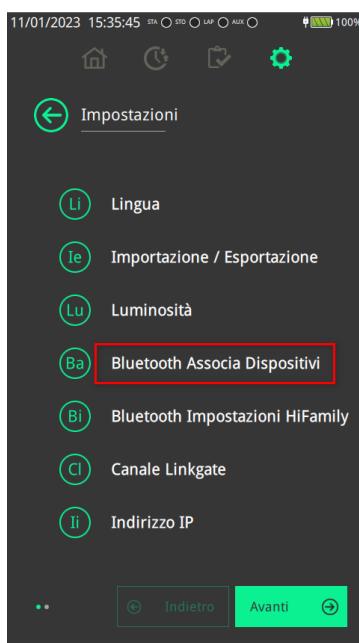 11/01/2023 15:35:45 STA STO LAP AUX 100%
Impostazioni
Li Lingua
Ie Importazione / Esportazione
Lu Luminosità
Ba Bluetooth Associa Dispositivi
Bi Bluetooth Impostazioni HiFamily
Cl Canale Linkgate
Ii Indirizzo IP
Indietro Avanti